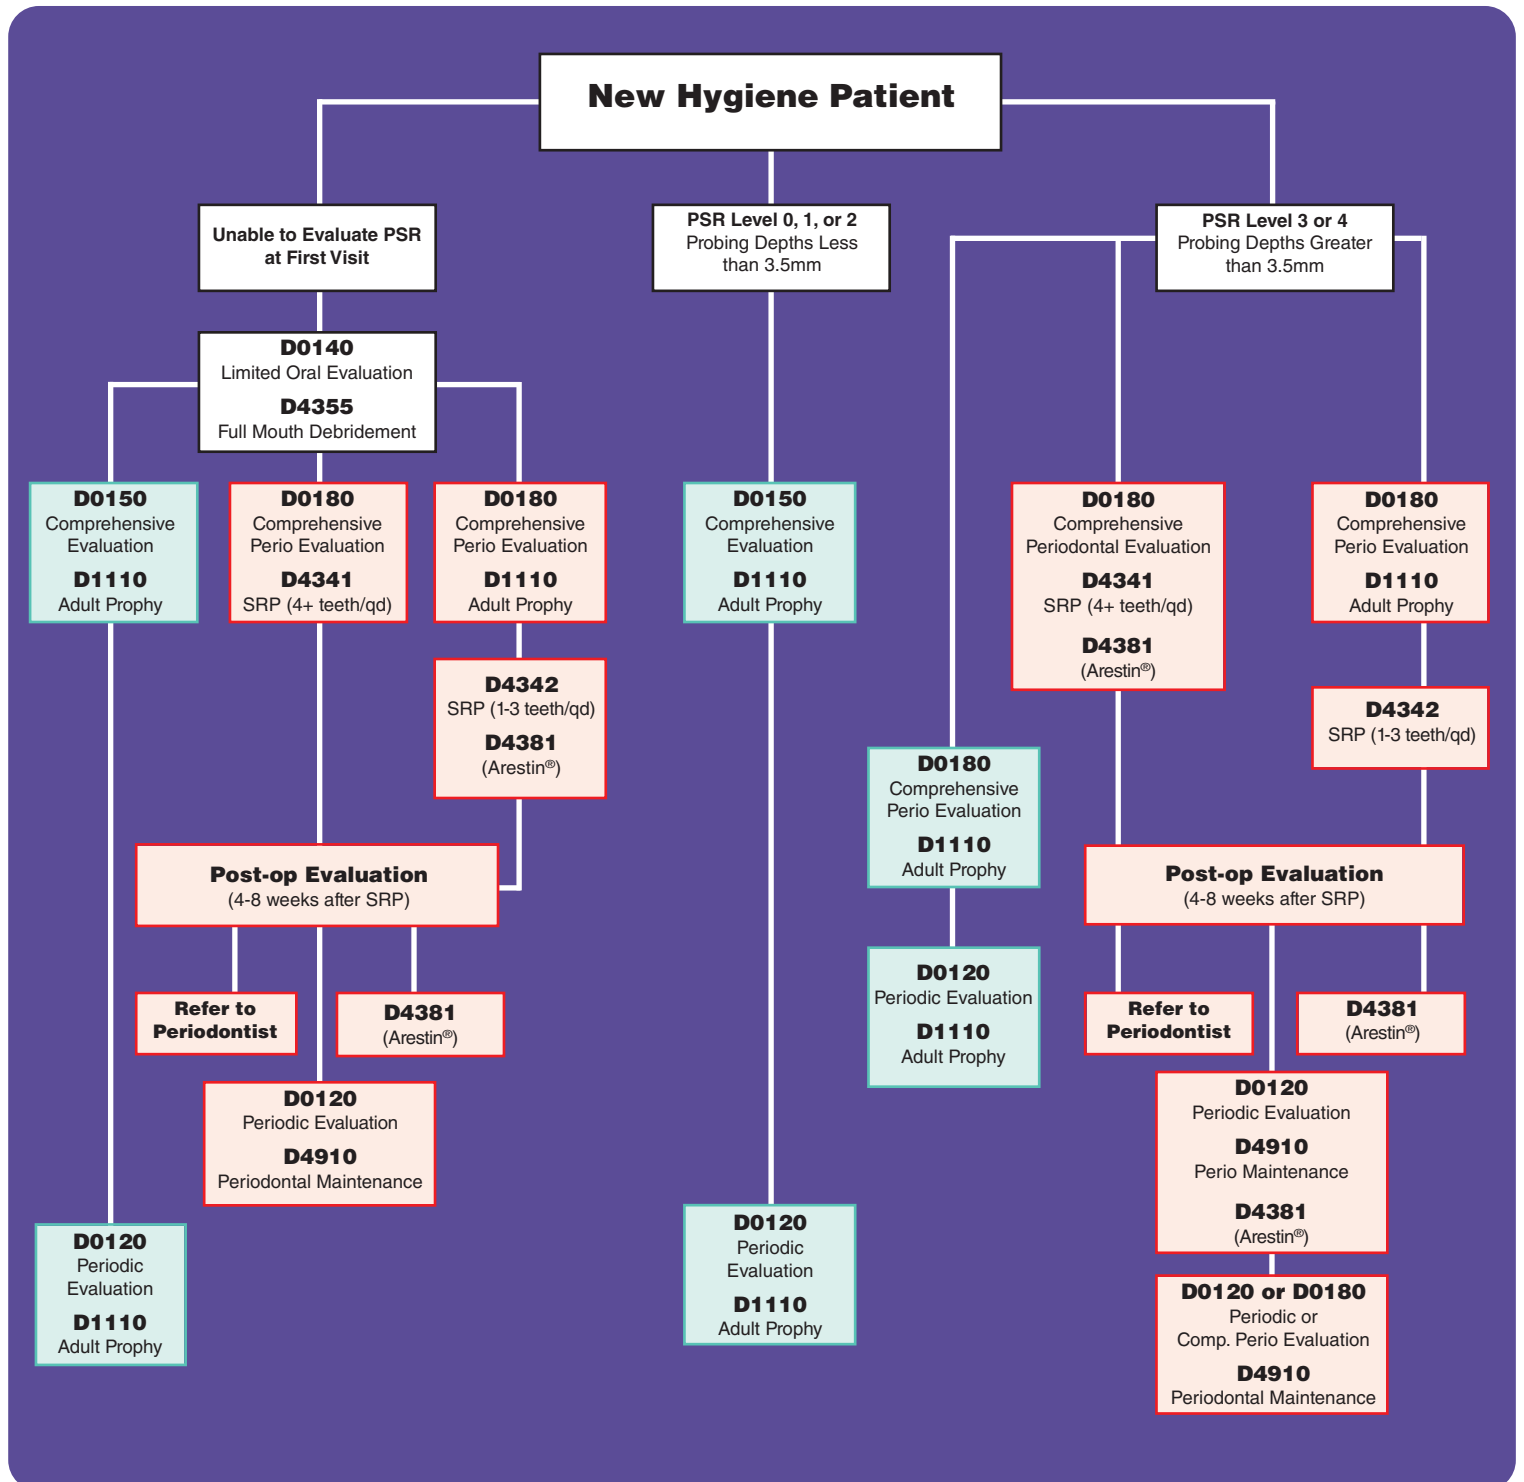 New Hygiene Patient
Unable to Evaluate PSR
at First Visit
PSR Level 0, 1, or 2
Probing Depths Less
than 3.5mm
PSR Level 3 or 4
Probing Depths Greater
than 3.5mm
D0140
Limited Oral Evaluation
D4355
Full Mouth Debridement
D0150
Comprehensive
Evaluation
D1110
Adult Prophy
D0180
Comprehensive
Perio Evaluation
D4341
SRP (4+ teeth/qd)
D0180
Comprehensive
Perio Evaluation
D1110
Adult Prophy
D0150
Comprehensive
Evaluation
D1110
Adult Prophy
D0180
Comprehensive
Periodontal Evaluation
D4341
SRP (4+ teeth/qd)
D4381
(Arestin®)
D0180
Comprehensive
Perio Evaluation
D1110
Adult Prophy
D4342
SRP (1-3 teeth/qd)
D4381
(Arestin®)
D4342
SRP (1-3 teeth/qd)
D0180
Comprehensive
Perio Evaluation
D1110
Adult Prophy
Post-op Evaluation
(4-8 weeks after SRP)
Post-op Evaluation
(4-8 weeks after SRP)
D0120
Periodic Evaluation
D1110
Adult Prophy
Refer to
Periodontist
D4381
(Arestin®)
Refer to
Periodontist
D4381
(Arestin®)
D0120
Periodic Evaluation
D4910
Periodontal Maintenance
D0120
Periodic Evaluation
D4910
Perio Maintenance
D4381
(Arestin®)
D0120
Periodic
Evaluation
D1110
Adult Prophy
D0120
Periodic
Evaluation
D1110
Adult Prophy
D0120 or D0180
Periodic or
Comp. Perio Evaluation
D4910
Periodontal Maintenance